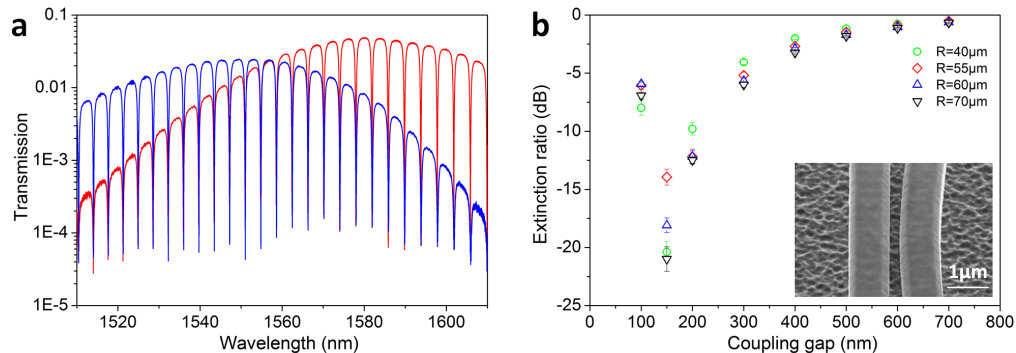 a
0.1
0.01
1E-3
1E-4
1E-5
Transmission
1520 1540 1560 1580 1600
Wavelength (nm)
b
0
-5
-10
-15
-20
-25
Extinction ratio (dB)
R=40µm
R=55µm
R=60µm
R=70µm
1µm
0 100 200 300 400 500 600 700 800
Coupling gap (nm)